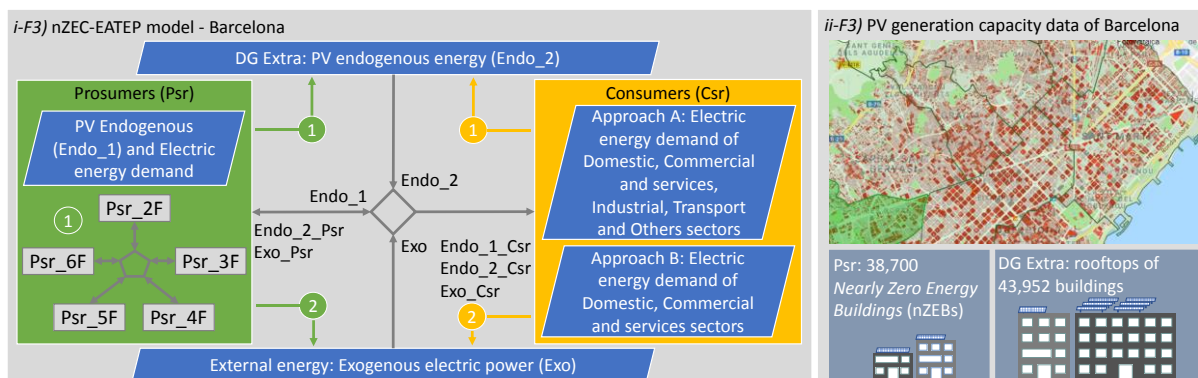 i-F3) nZEC-EATEP model - Barcelona
DG Extra: PV endogenous energy (Endo_2)
Prosumers (Psr)
PV Endogenous
(Endo_1) and Electric
energy demand
1
Psr_2F
Psr_6F
Psr_3F
Psr_5F
Psr_4F
1
2
Endo_1
Endo_2
Endo_2_Psr
Exo_Psr
Exo
Endo_1_Csr
Endo_2_Csr
Exo_Csr
1
2
Consumers (Csr)
Approach A: Electric
energy demand of
Domestic, Commercial
and services,
Industrial, Transport
and Others sectors
Approach B: Electric
energy demand of
Domestic, Commercial
and services sectors
External energy: Exogenous electric power (Exo)
ii-F3) PV generation capacity data of Barcelona
Psr: 38,700
Nearly Zero Energy
Buildings (nZEBs)
DG Extra: rooftops of
43,952 buildings